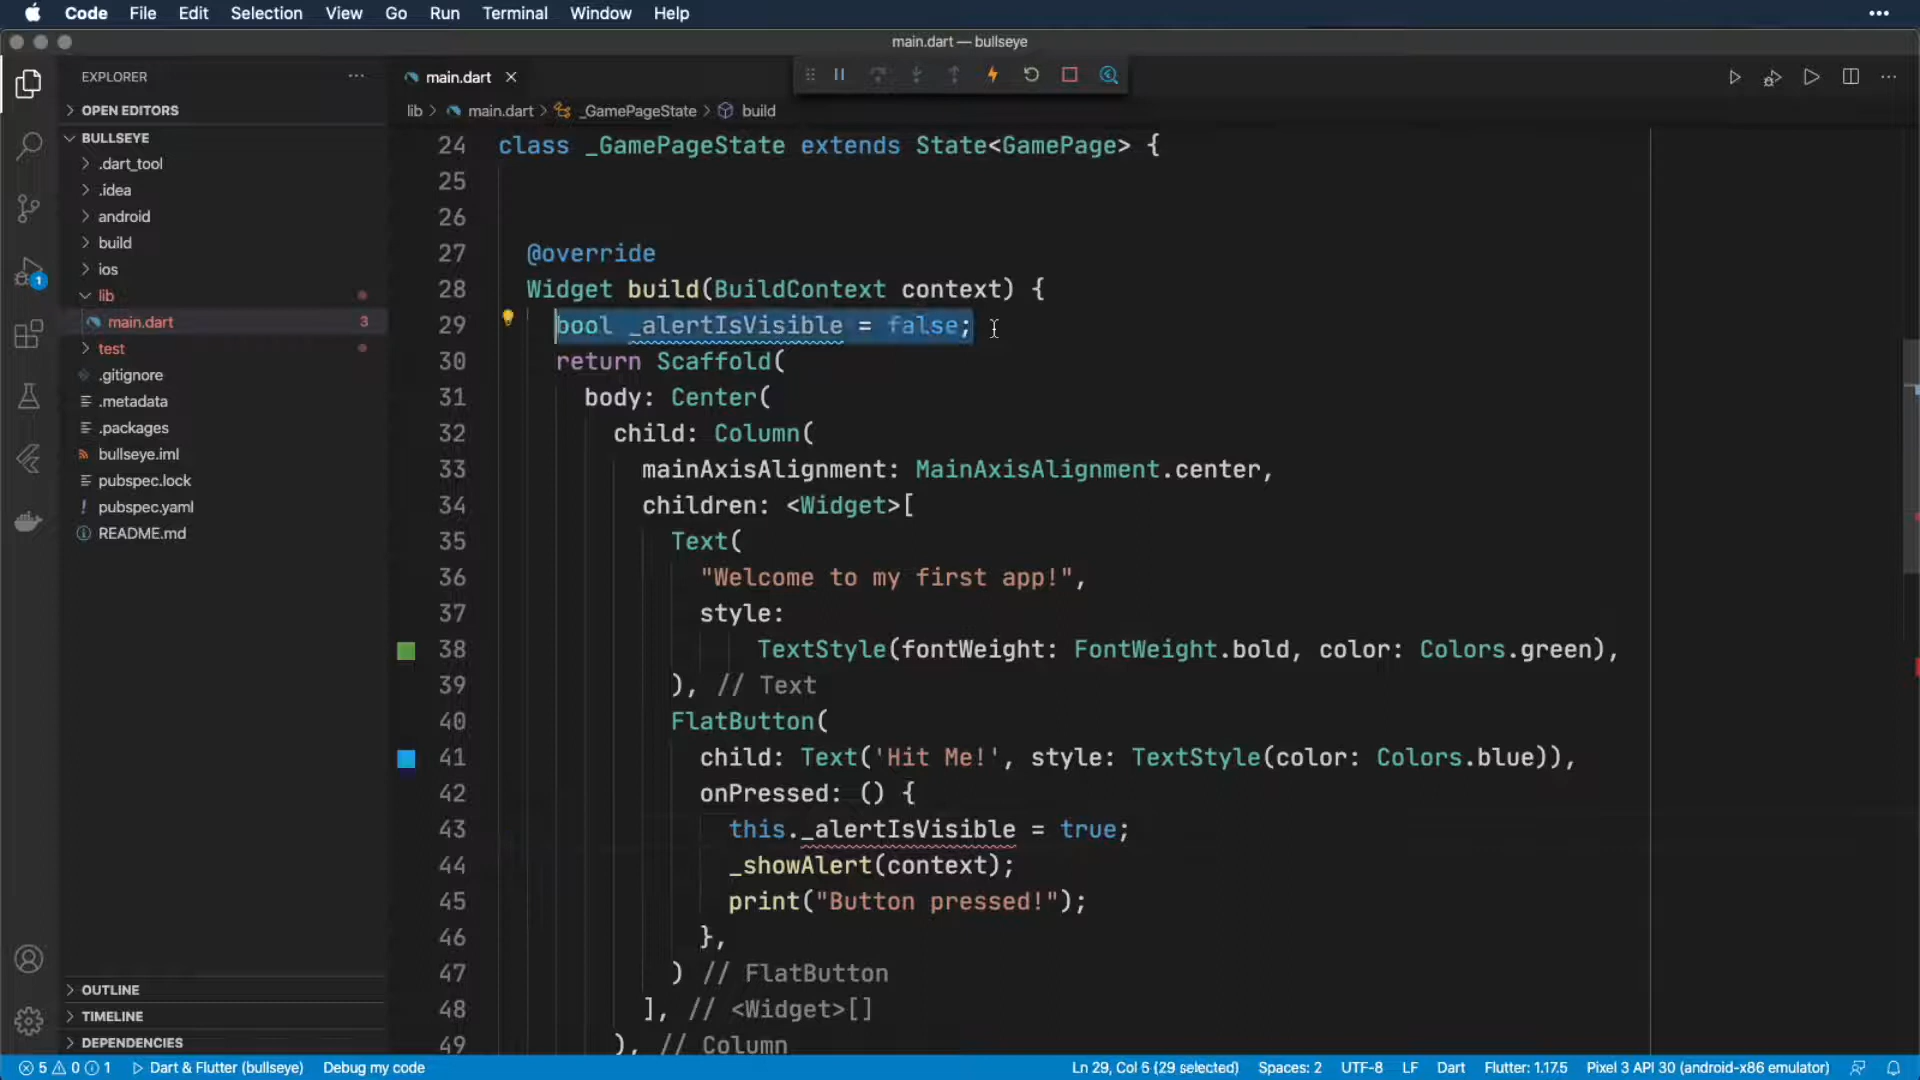 Code File Edit Selection View Go Run Terminal Window Help
main.dart — bullseye
EXPLORER
OPEN EDITORS
BULLSEYE
.dart_tool
.idea
android
build
ios
lib
main.dart 3
test
.gitignore
.metadata
.packages
bullseye.iml
pubspec.lock
pubspec.yaml
README.md
OUTLINE
TIMELINE
DEPENDENCIES
1
main.dart
lib > main.dart > _GamePageState > build
24 class _GamePageState extends State<GamePage> {
25
26
27 @override
28 Widget build(BuildContext context) {
29 bool _alertIsVisible = false;
30 return Scaffold(
31 body: Center(
32 child: Column(
33 mainAxisAlignment: MainAxisAlignment.center,
34 children: <Widget>[
35 Text(
36 "Welcome to my first app!",
37 style:
38 TextStyle(fontWeight: FontWeight.bold, color: Colors.green),
39 ), // Text
40 FlatButton(
41 child: Text('Hit Me!', style: TextStyle(color: Colors.blue)),
42 onPressed: () {
43 this._alertIsVisible = true;
44 _showAlert(context);
45 print("Button pressed!");
46 },
47 ) // FlatButton
48 ], // <Widget>[]
49 ), // Column
5 0 1 Dart & Flutter (bullseye) Debug my code Ln 29, Col 5 (29 selected) Spaces: 2 UTF-8 LF Dart Flutter: 1.17.5 Pixel 3 API 30 (android-x86 emulator)